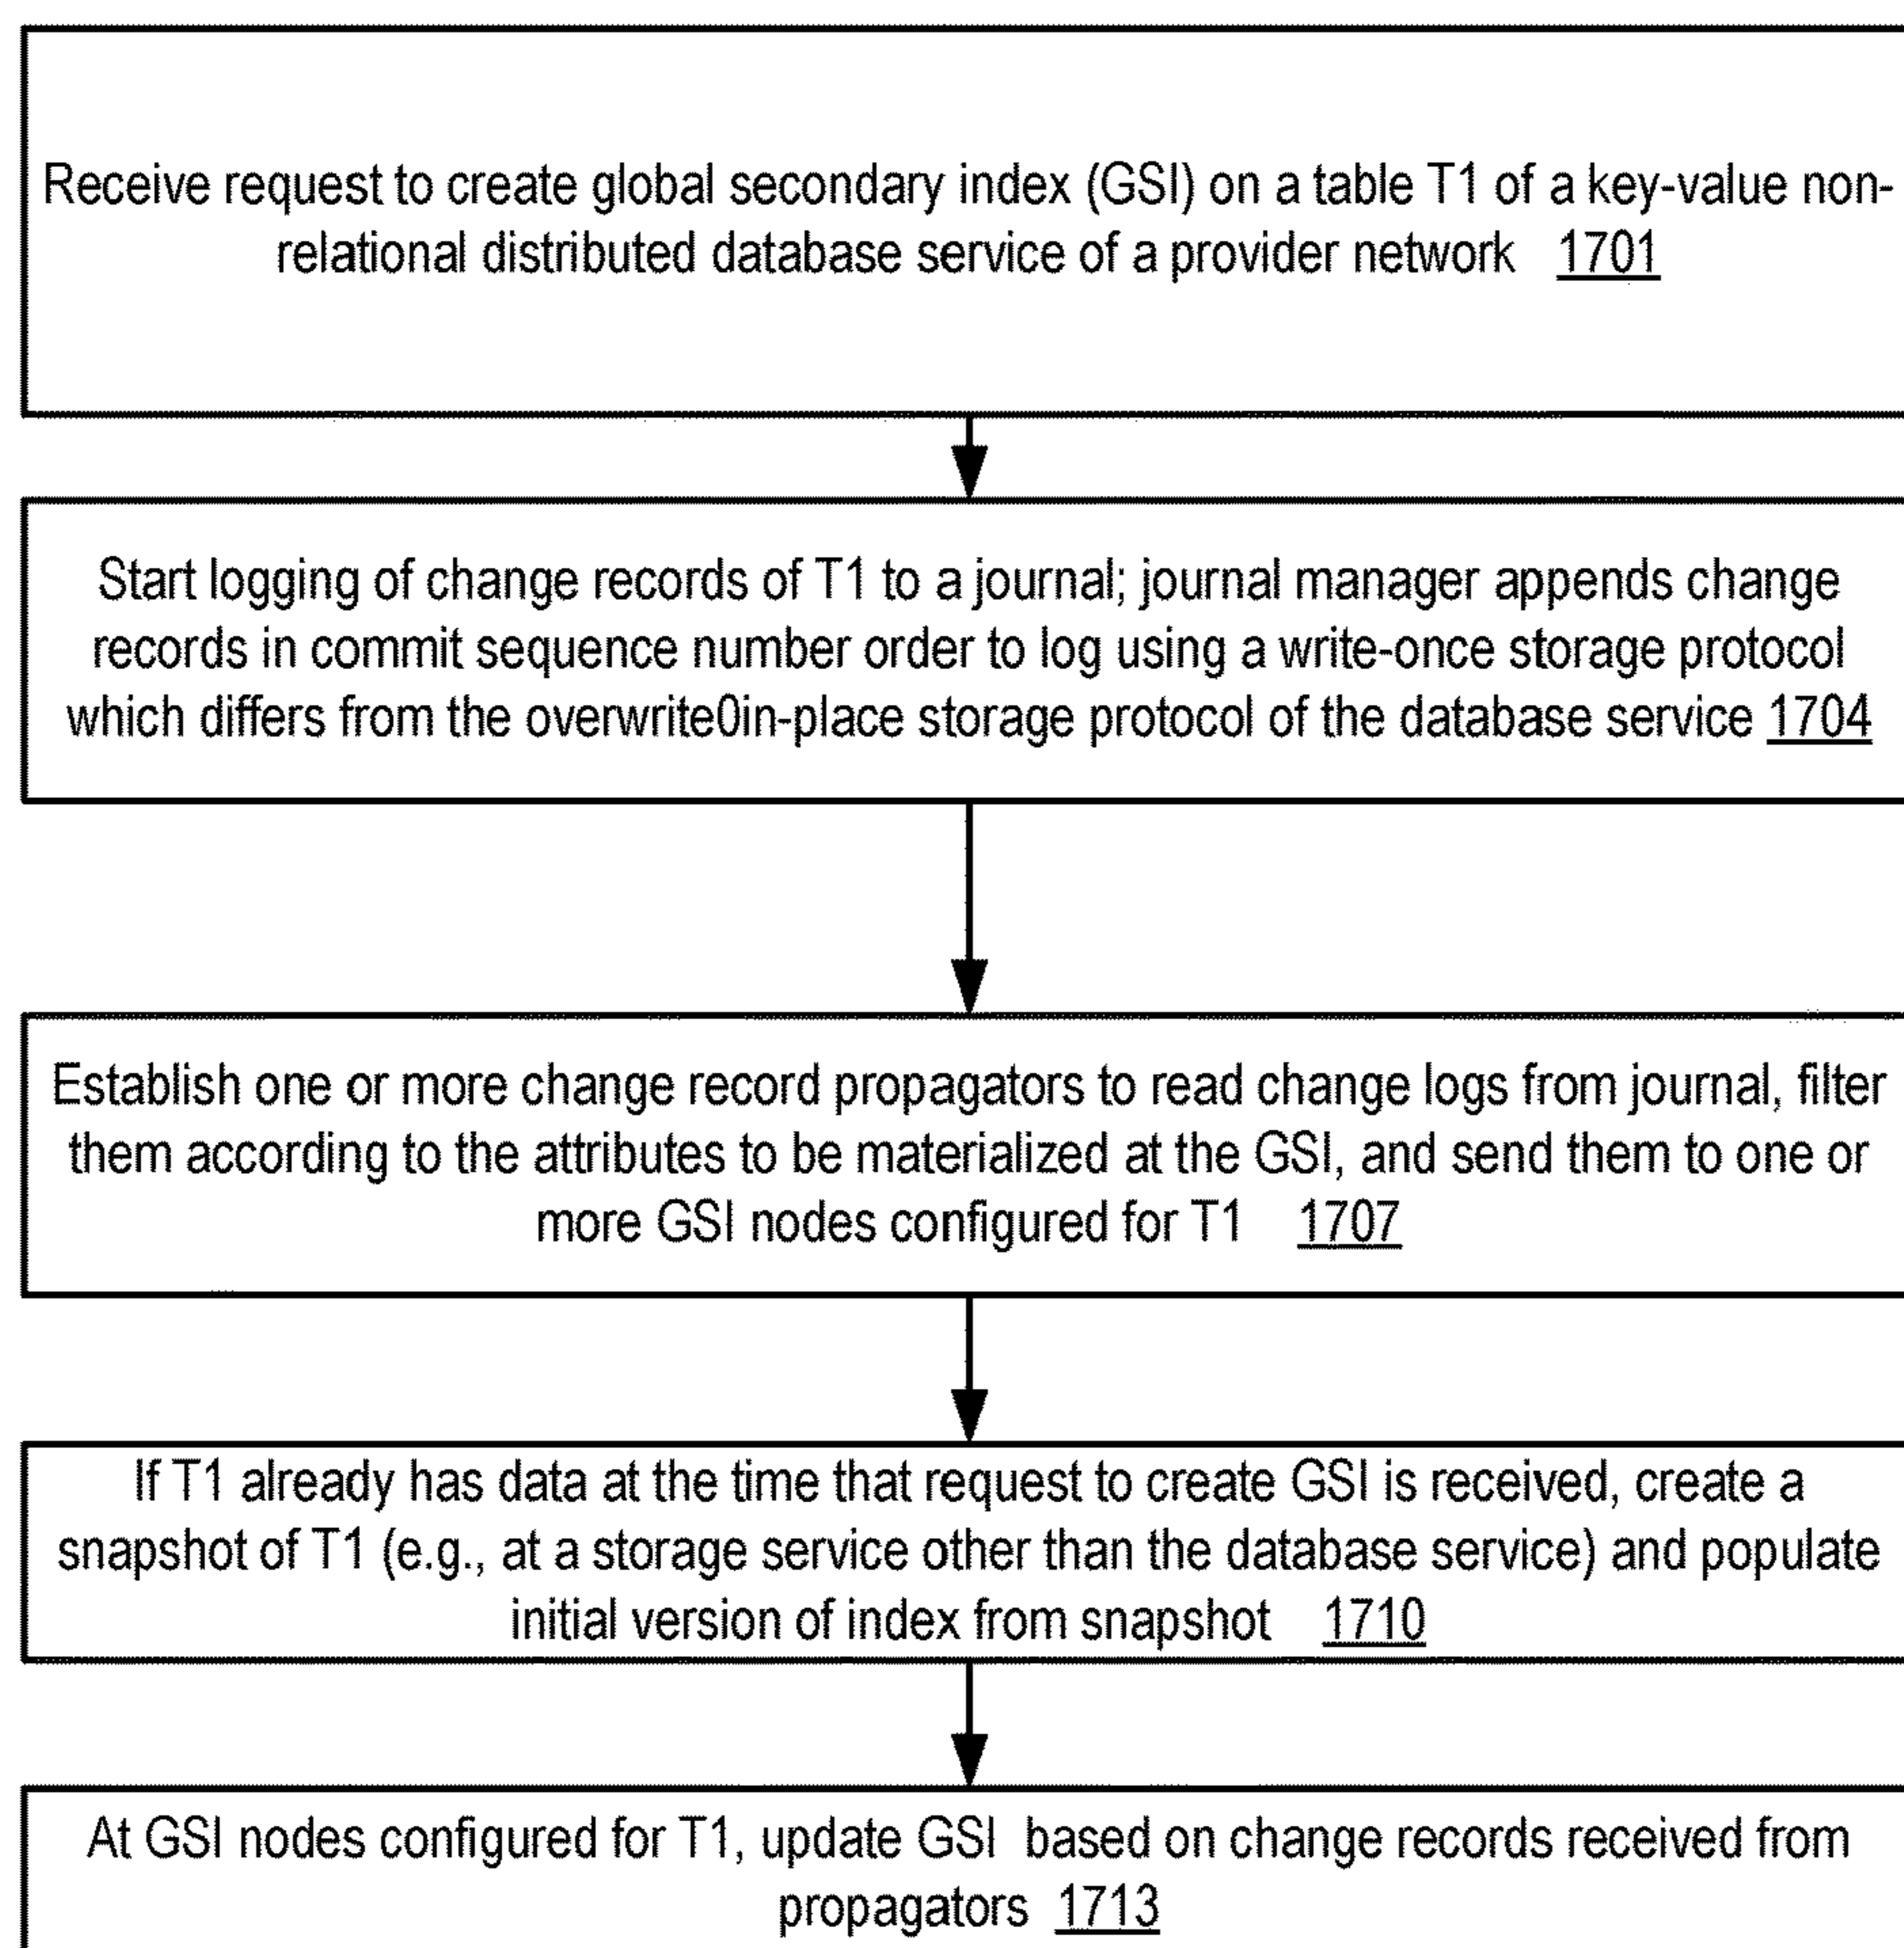 Receive request to create global secondary index (GSI) on a table T1 of a key-value non-
relational distributed database service of a provider network 1701
Start logging of change records of T1 to a journal; journal manager appends change
records in commit sequence number order to log using a write-once storage protocol
which differs from the overwrite0in-place storage protocol of the database service 1704
Establish one or more change record propagators to read change logs from journal, filter
them according to the attributes to be materialized at the GSI, and send them to one or
more GSI nodes configured for T1 1707
If T1 already has data at the time that request to create GSI is received, create a
snapshot of T1 (e.g., at a storage service other than the database service) and populate
initial version of index from snapshot 1710
At GSI nodes configured for T1, update GSI based on change records received from
propagators 1713